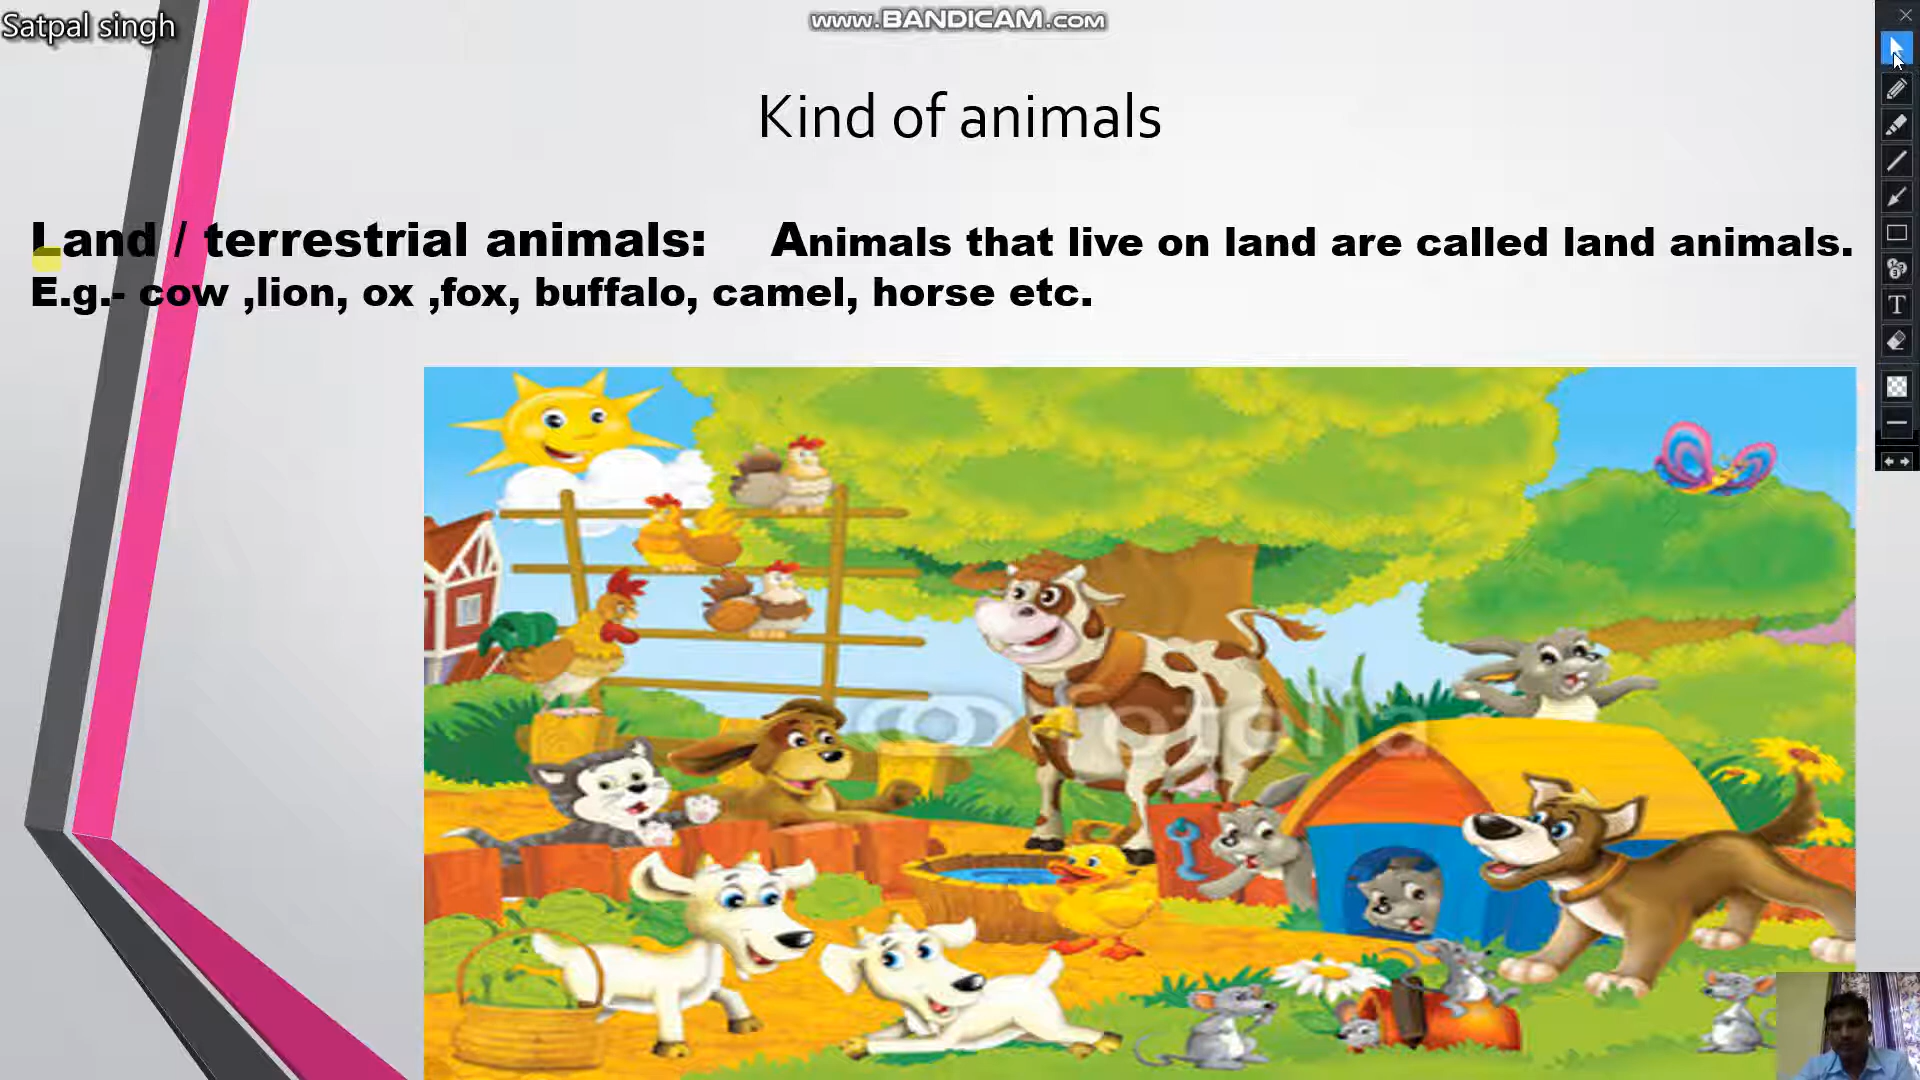 Satpal singh
www.BANDICAM.com
Kind of animals
Land / terrestrial animals: Animals that live on land are called land animals.
E.g.- cow ,lion, ox ,fox, buffalo, camel, horse etc.
fotolia